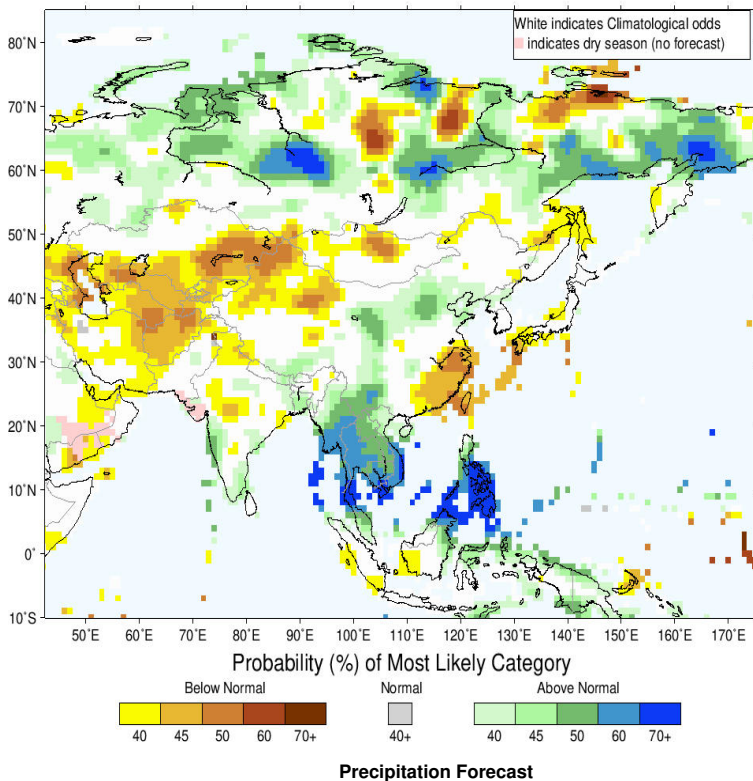 White indicates Climatological odds
indicates dry season (no forecast)
80˚N
70˚N
60˚N
50˚N
40˚N
30˚N
20˚N
10˚N
0˚
10˚S
50˚E 60˚E 70˚E 80˚E 90˚E 100˚E 110˚E 120˚E 130˚E 140˚E 150˚E 160˚E 170˚E
Probability (%) of Most Likely Category
Below Normal Normal Above Normal
40 45 50 60 70+ 40+ 40 45 50 60 70+
Precipitation Forecast